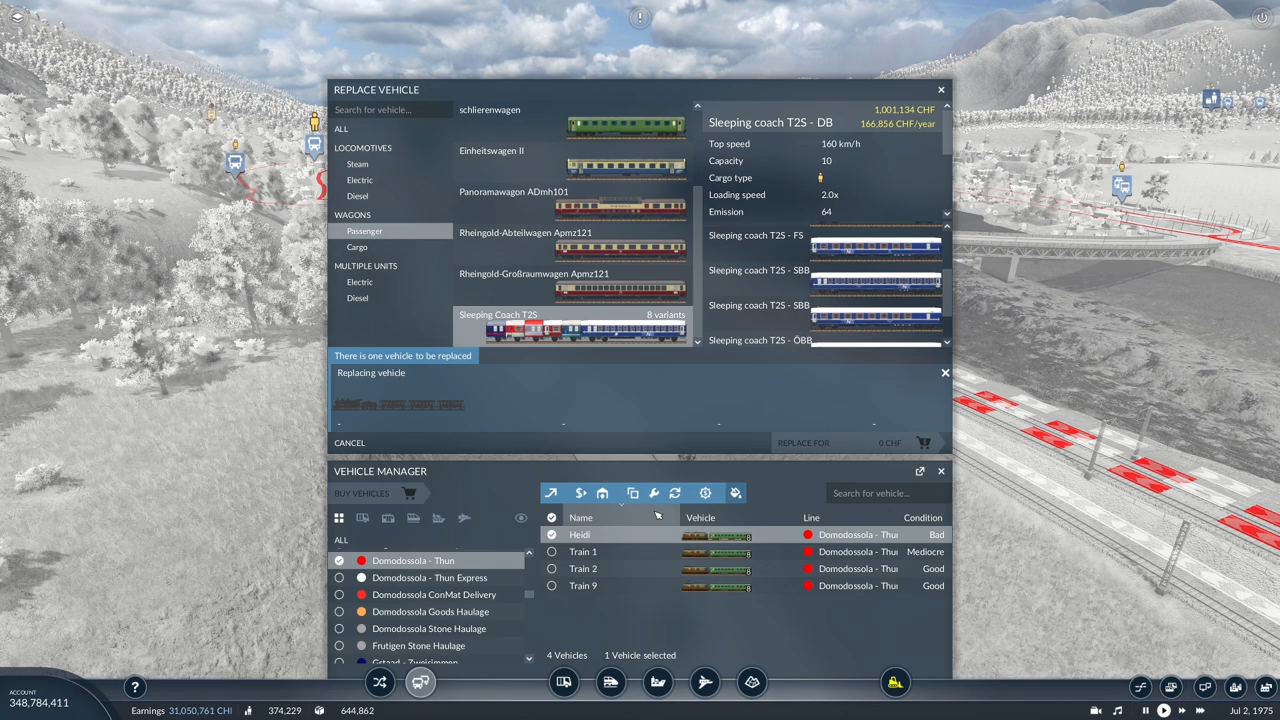 REPLACE VEHICLE
Search for vehicle...
ALL
LOCOMOTIVES
Steam
Electric
Diesel
WAGONS
Passenger
Cargo
MULTIPLE UNITS
Electric
Diesel
schlierenwagen
Einheitswagen II
Panoramawagon ADmh101
Rheingold-Abteilwagen Apmz121
Rheingold-Großraumwagen Apmz121
Sleeping Coach T2S 8 variants
1,001,134 CHF
Sleeping coach T2S - DB 166,856 CHF/year
Top speed 160 km/h
Capacity 10
Cargo type
Loading speed 2.0x
Emission 64
Sleeping coach T2S - FS
Sleeping coach T2S - SBB
Sleeping coach T2S - SBB
Sleeping coach T2S - ÖBB
There is one vehicle to be replaced
Replacing vehicle
- - - -
CANCEL REPLACE FOR 0 CHF
VEHICLE MANAGER
BUY VEHICLES
Search for vehicle...
ALL
Domodossola - Thun
Domodossola - Thun Express
Domodossola ConMat Delivery
Domodossola Goods Haulage
Domodossola Stone Haulage
Frutigen Stone Haulage
Gstaad - Zweisimmen
Name Vehicle Line Condition
Heidi 8 Domodossola - Thu Bad
Train 1 8 Domodossola - Thu Mediocre
Train 2 8 Domodossola - Thu Good
Train 9 8 Domodossola - Thu Good
4 Vehicles 1 Vehicle selected
ACCOUNT
348,784,411
?
Earnings 31,050,761 CHI 374,229 644,862
Jul 2, 1975